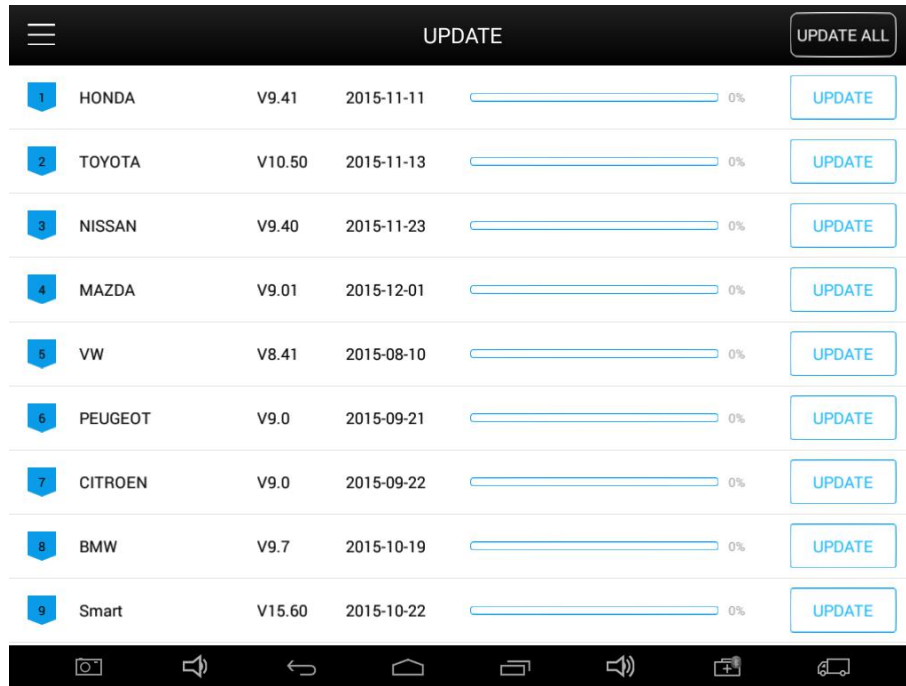 UPDATE UPDATE ALL
1 HONDA V9.41 2015-11-11 0% UPDATE
2 TOYOTA V10.50 2015-11-13 0% UPDATE
3 NISSAN V9.40 2015-11-23 0% UPDATE
4 MAZDA V9.01 2015-12-01 0% UPDATE
5 VW V8.41 2015-08-10 0% UPDATE
6 PEUGEOT V9.0 2015-09-21 0% UPDATE
7 CITROEN V9.0 2015-09-22 0% UPDATE
8 BMW V9.7 2015-10-19 0% UPDATE
9 Smart V15.60 2015-10-22 0% UPDATE